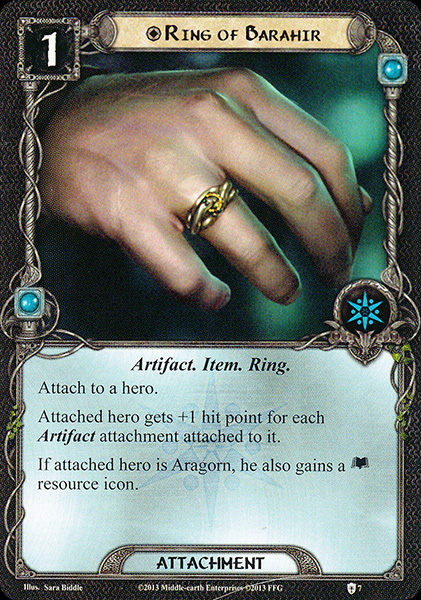 1
Ring of Barahir
Artifact. Item. Ring.
Attach to a hero.
Attached hero gets +1 hit point for each
Artifact attachment attached to it.
If attached hero is Aragorn, he also gains a
resource icon.
ATTACHMENT
Illus. Sara Biddle ©2013 Middle-earth Enterprises ©2013 FFG 7